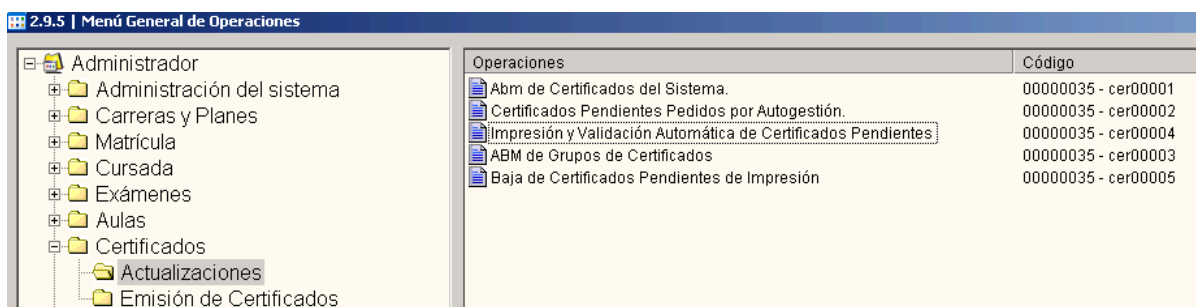 2.9.5 | Menú General de Operaciones
Administrador
Administración del sistema
Carreras y Planes
Matrícula
Cursada
Exámenes
Aulas
Certificados
Actualizaciones
Emisión de Certificados
Operaciones Código
Abm de Certificados del Sistema. 00000035 - cer00001
Certificados Pendientes Pedidos por Autogestión. 00000035 - cer00002
Impresión y Validación Automática de Certificados Pendientes 00000035 - cer00004
ABM de Grupos de Certificados 00000035 - cer00003
Baja de Certificados Pendientes de Impresión 00000035 - cer00005